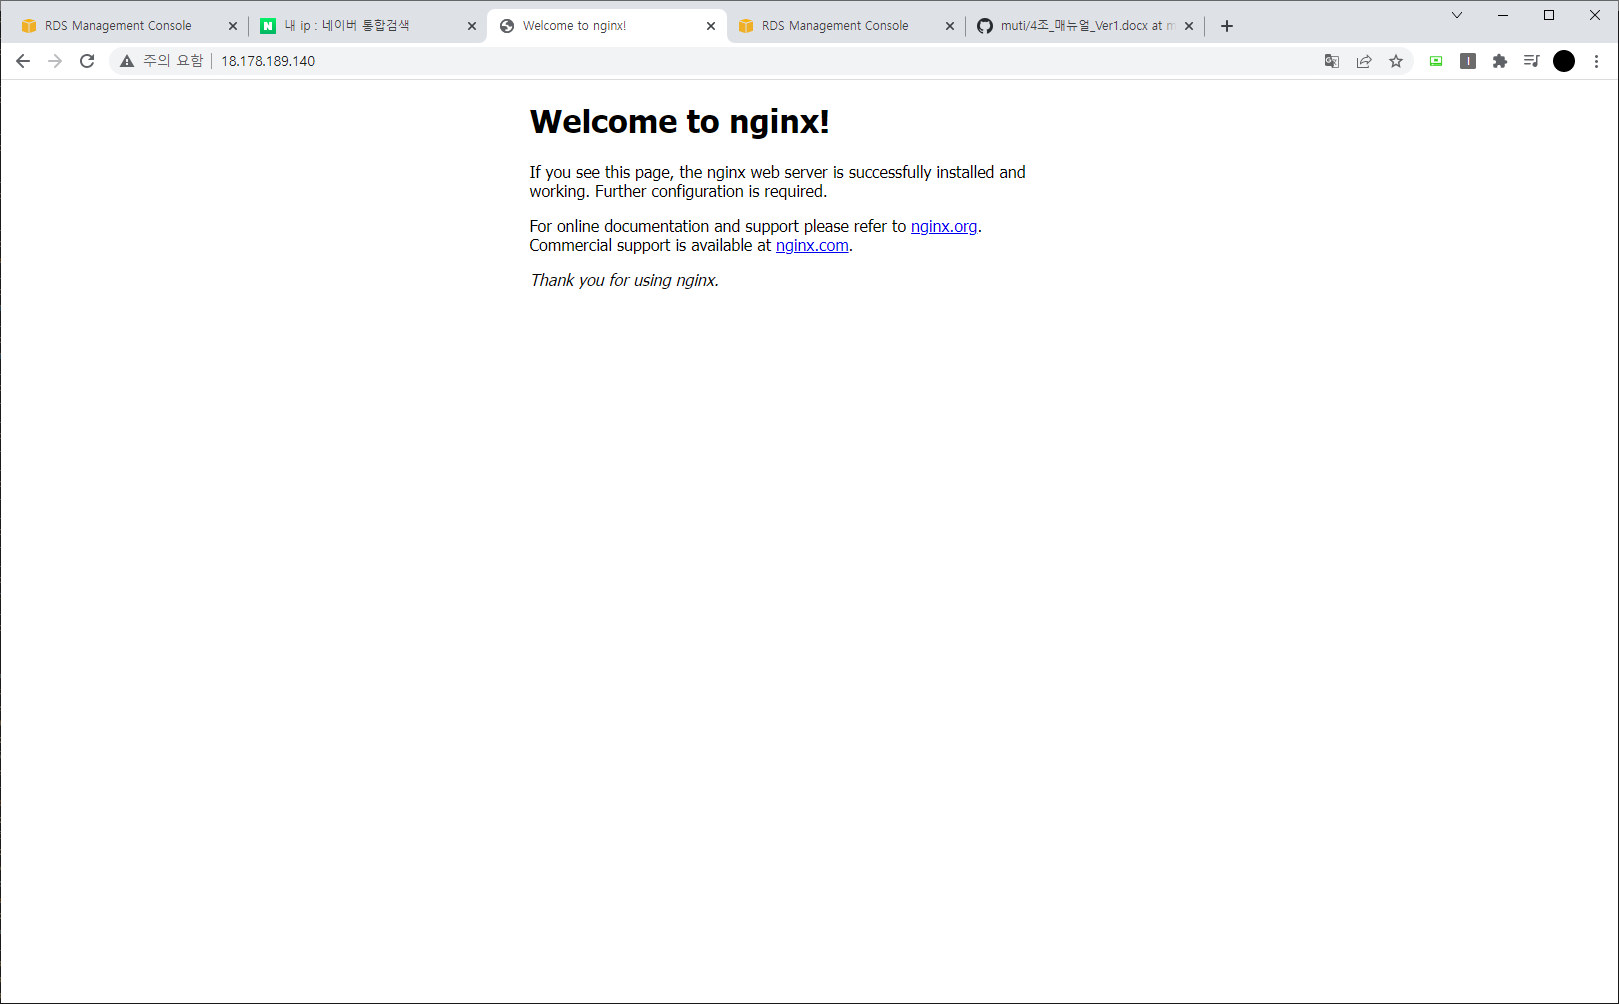 RDS Management Console
내 ip : 네이버 통합검색
Welcome to nginx!
RDS Management Console
muti/4조_매뉴얼_Ver1.docx at m
주의 요함
18.178.189.140
Welcome to nginx!
If you see this page, the nginx web server is successfully installed and
working. Further configuration is required.
For online documentation and support please refer to nginx.org.
Commercial support is available at nginx.com.
Thank you for using nginx.